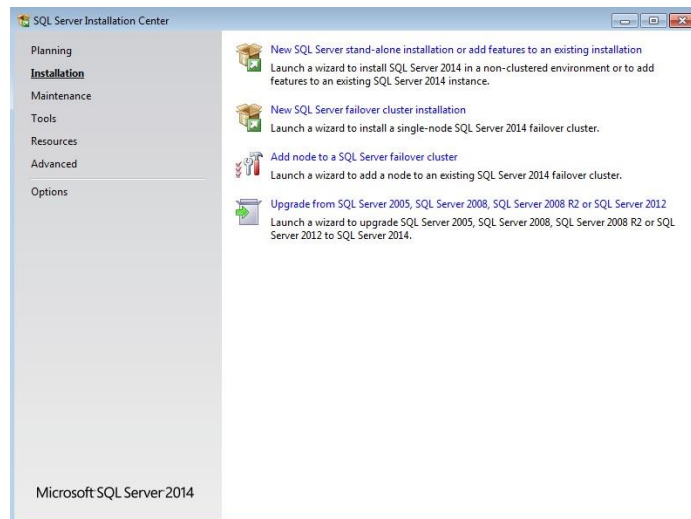 SQL Server Installation Center
Planning
Installation
Maintenance
Tools
Resources
Advanced
Options
New SQL Server stand-alone installation or add features to an existing installation
Launch a wizard to install SQL Server 2014 in a non-clustered environment or to add
features to an existing SQL Server 2014 instance.
New SQL Server failover cluster installation
Launch a wizard to install a single-node SQL Server 2014 failover cluster.
Add node to a SQL Server failover cluster
Launch a wizard to add a node to an existing SQL Server 2014 failover cluster.
Upgrade from SQL Server 2005, SQL Server 2008, SQL Server 2008 R2 or SQL Server 2012
Launch a wizard to upgrade SQL Server 2005, SQL Server 2008, SQL Server 2008 R2 or SQL
Server 2012 to SQL Server 2014.
Microsoft SQL Server 2014